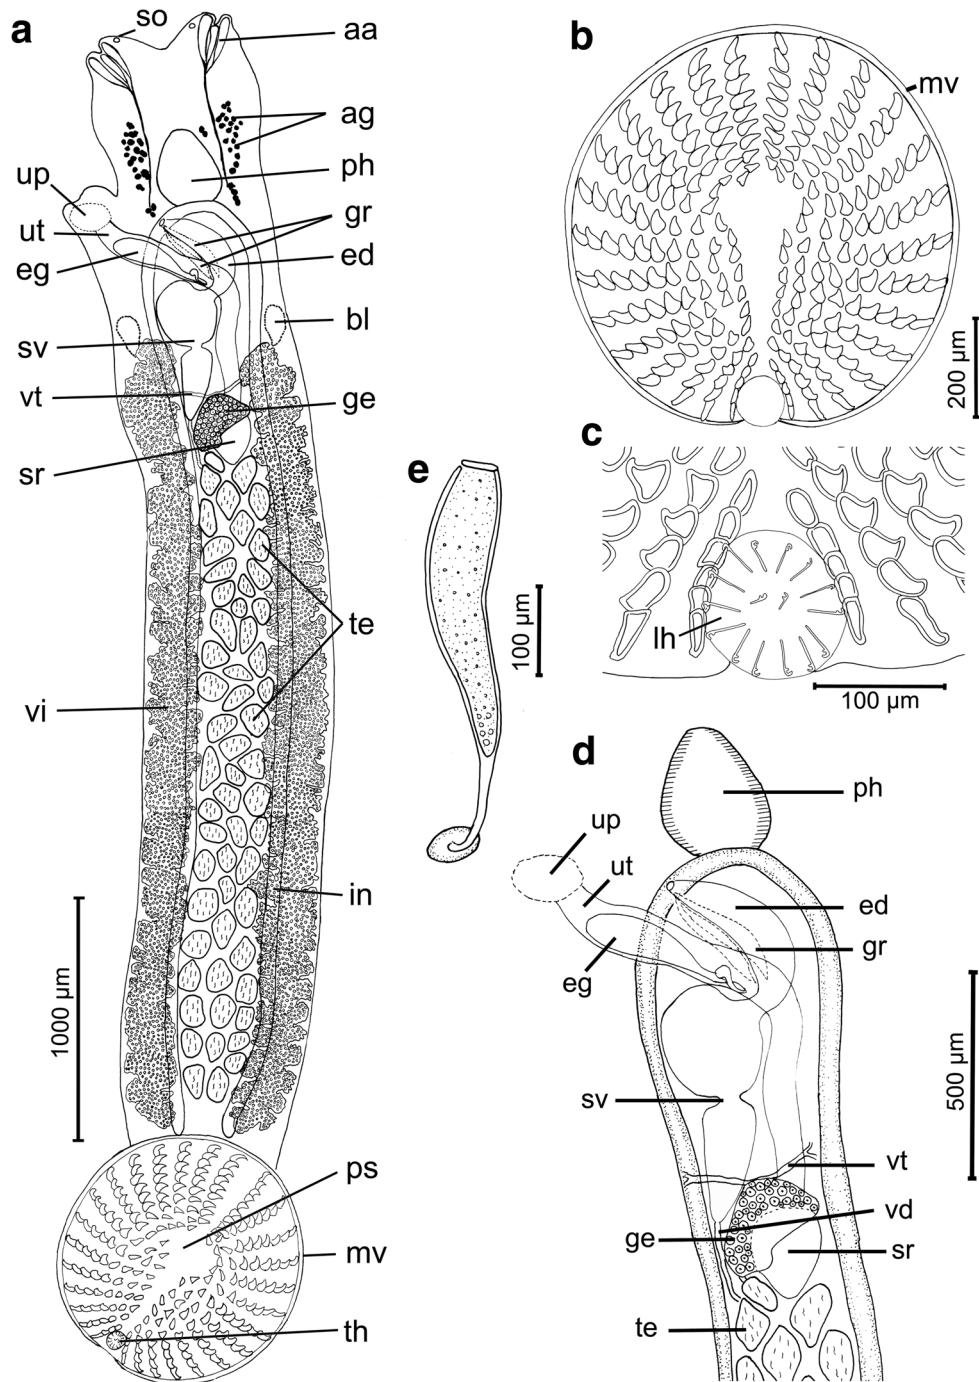 a
so
aa
ag
ph
up
gr
ut
ed
eg
bl
sv
vt
ge
sr
te
vi
in
1000 µm
ps
mv
th
b
mv
200 µm
c
lh
100 µm
e
100 µm
d
ph
up
ut
ed
gr
eg
sv
vt
vd
ge
sr
te
500 µm